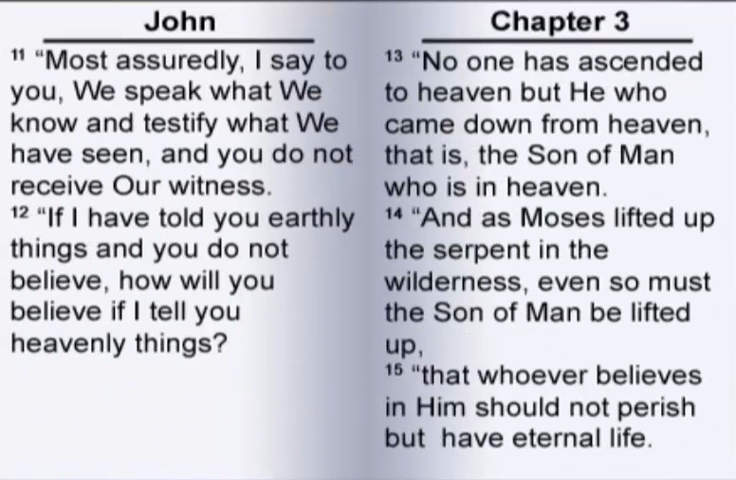 John
¹¹ “Most assuredly, I say to
you, We speak what We
know and testify what We
have seen, and you do not
receive Our witness.
¹² “If I have told you earthly
things and you do not
believe, how will you
believe if I tell you
heavenly things?
Chapter 3
¹³ “No one has ascended
to heaven but He who
came down from heaven,
that is, the Son of Man
who is in heaven.
¹⁴ “And as Moses lifted up
the serpent in the
wilderness, even so must
the Son of Man be lifted
up,
¹⁵ “that whoever believes
in Him should not perish
but  have eternal life.